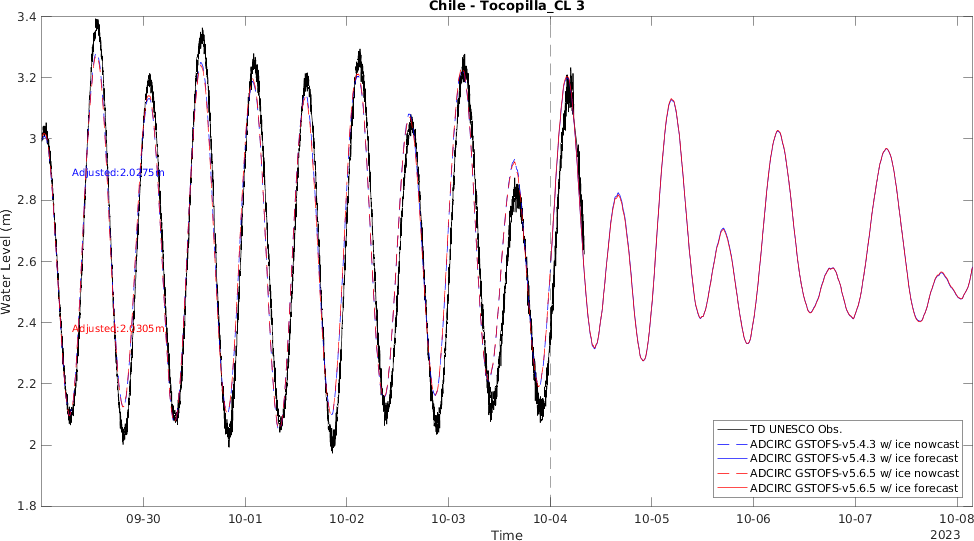 Chile - Tocopilla_CL 3
3.4
3.2
3
2.8
2.6
2.4
2.2
2
1.8
Water Level (m)
Adjusted:2.0275m
Adjusted:2.0305m
TD UNESCO Obs.
ADCIRC GSTOFS-v5.4.3 w/ ice nowcast
ADCIRC GSTOFS-v5.4.3 w/ ice forecast
ADCIRC GSTOFS-v5.6.5 w/ ice nowcast
ADCIRC GSTOFS-v5.6.5 w/ ice forecast
09-30 10-01 10-02 10-03 10-04 10-05 10-06 10-07 10-08
Time 2023